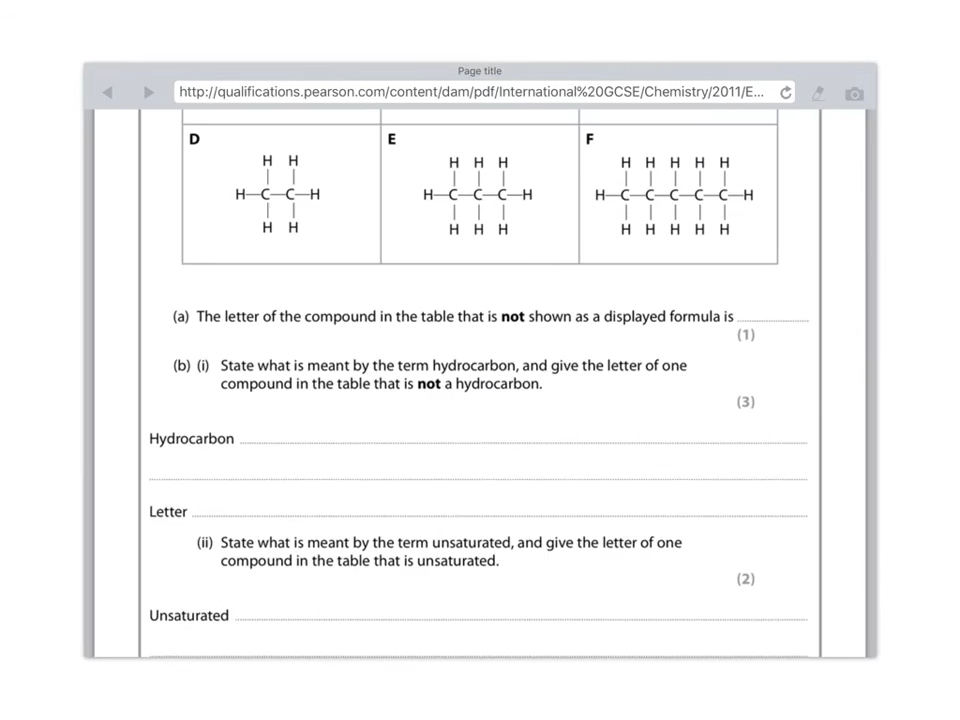 Page title
http://qualifications.pearson.com/content/dam/pdf/International%20GCSE/Chemistry/2011/E...
D E F
H H H H H H H H H H
H–C–C–H H–C–C–C–H H–C–C–C–C–C–H
H H H H H H H H H H
(a) The letter of the compound in the table that is not shown as a displayed formula is
(1)
(b) (i) State what is meant by the term hydrocarbon, and give the letter of one
compound in the table that is not a hydrocarbon.
(3)
Hydrocarbon
Letter
(ii) State what is meant by the term unsaturated, and give the letter of one
compound in the table that is unsaturated.
(2)
Unsaturated